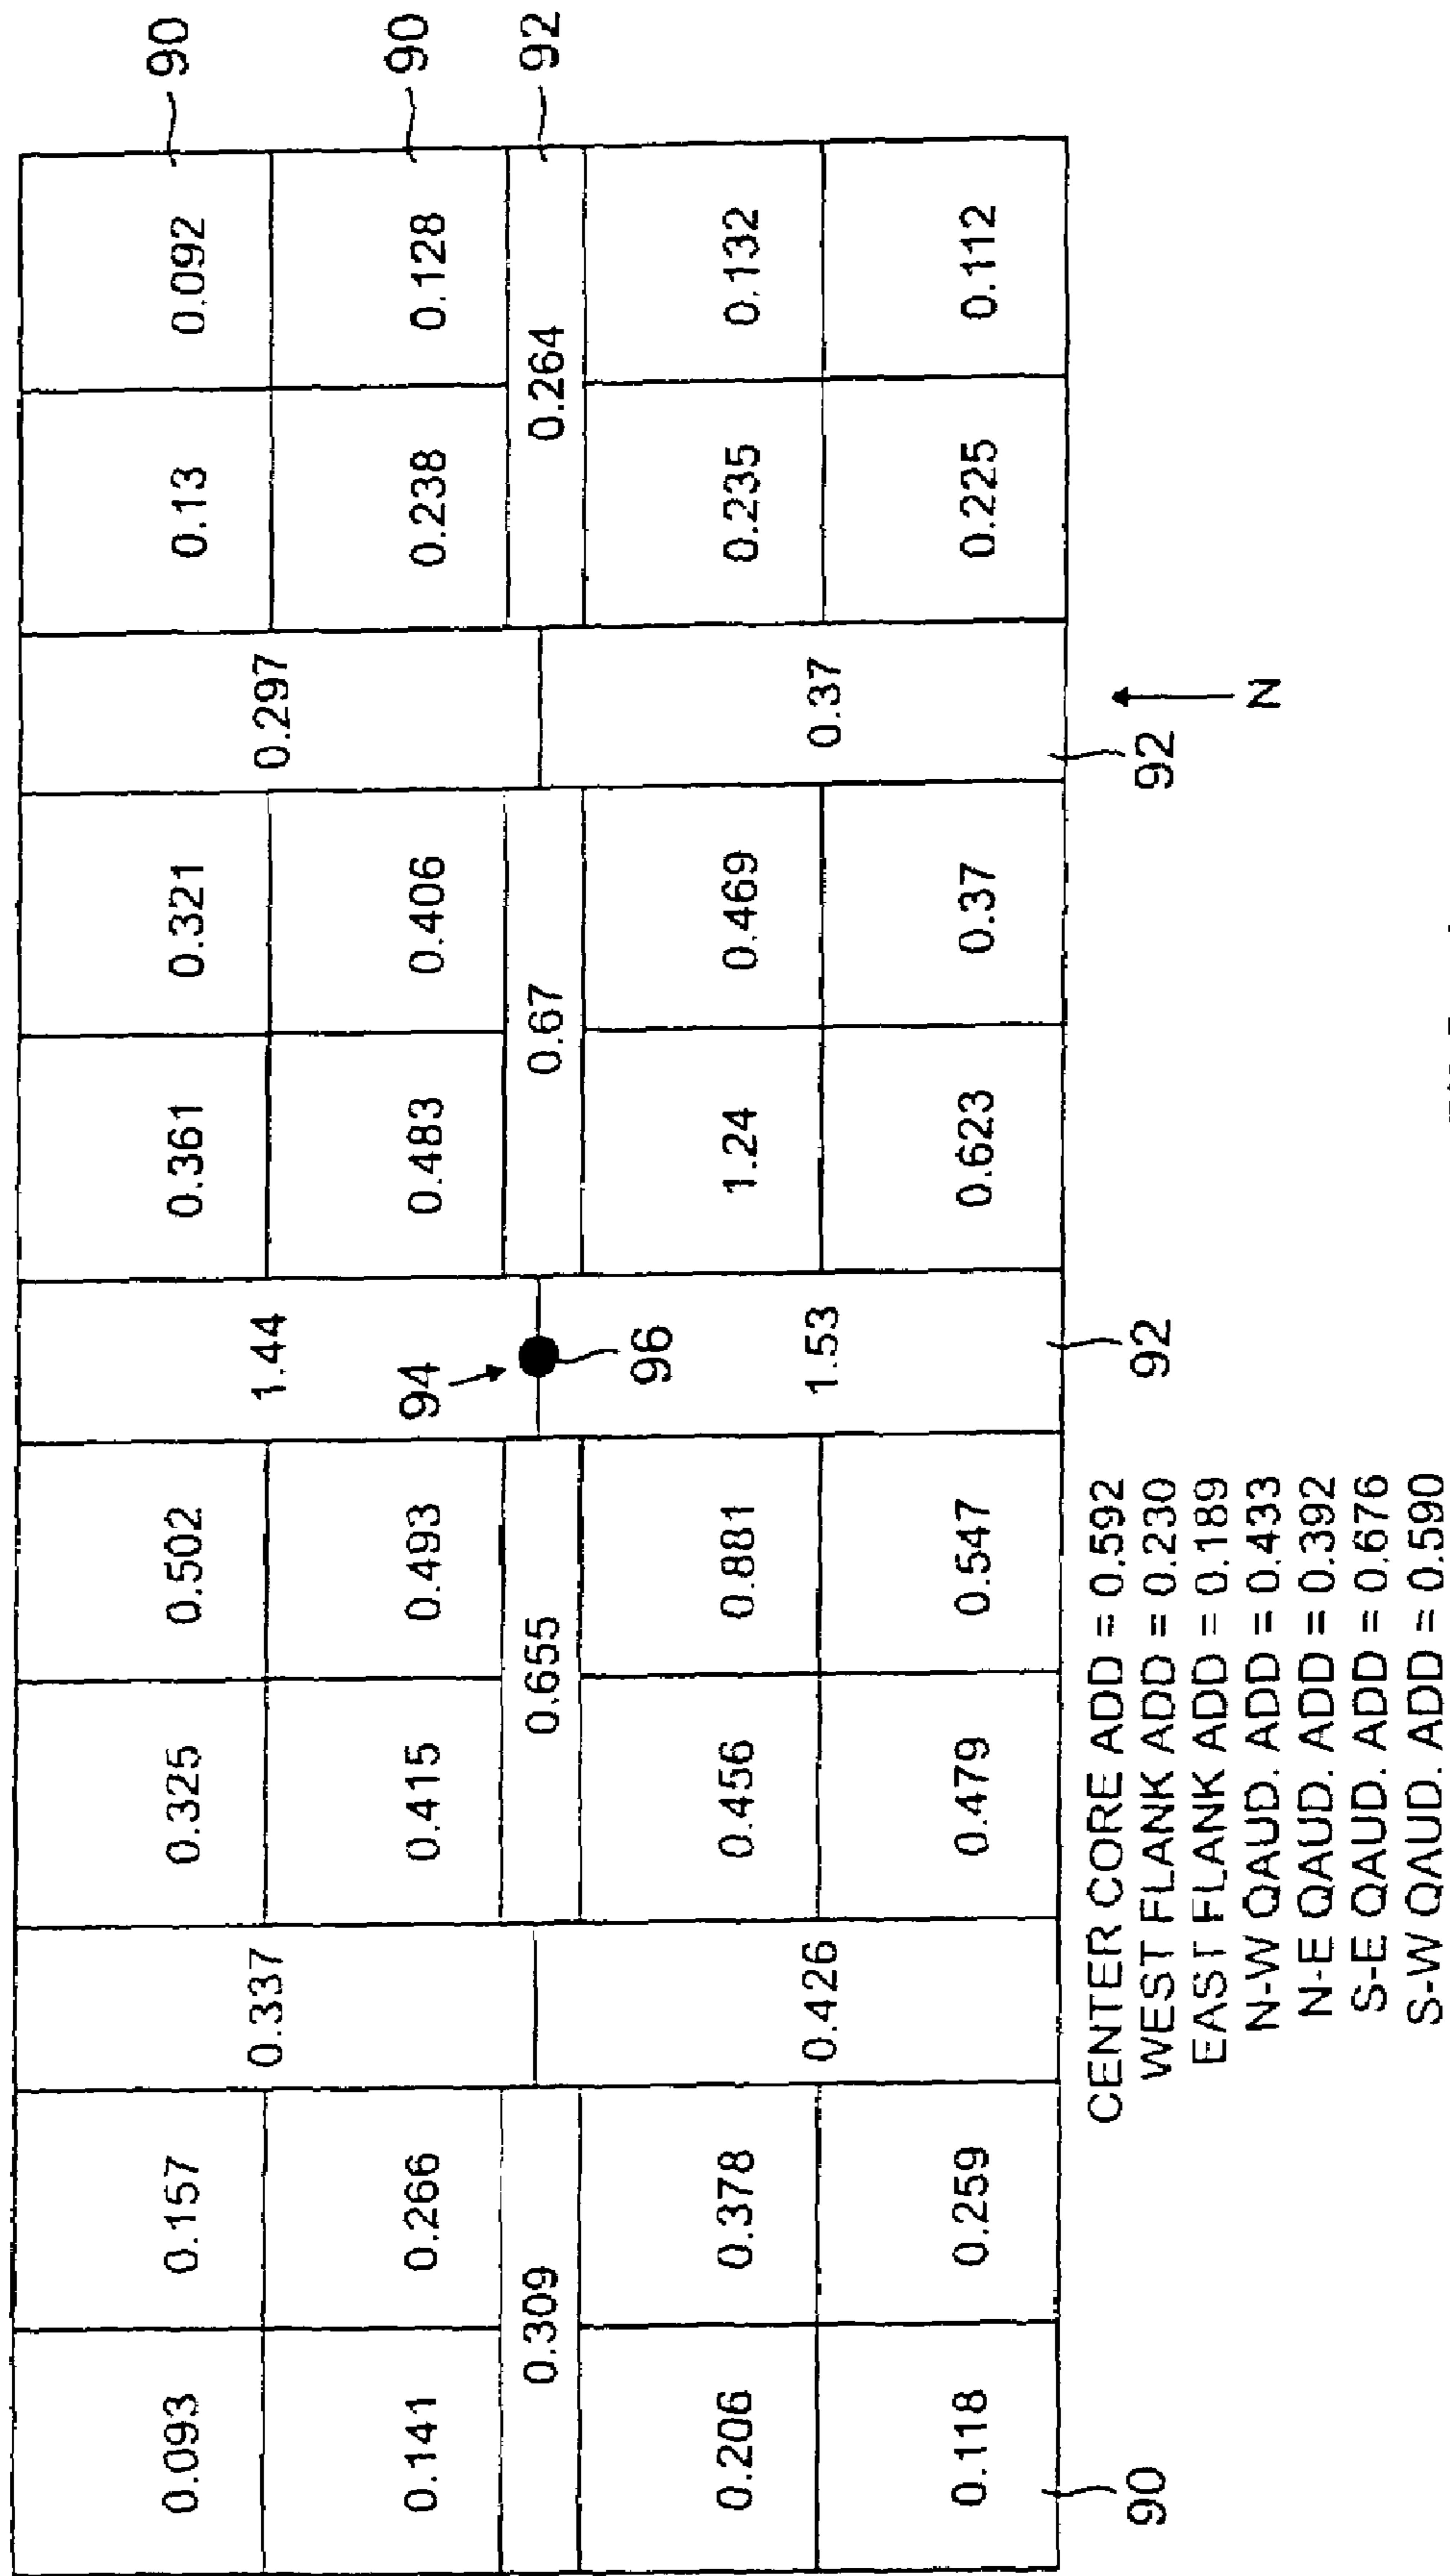 0.093 0.157 0.325 0.502 0.361 0.321 0.13 0.092 90
0.337 1.44 0.297
0.141 0.266 0.415 0.493 94 0.483 0.406 0.238 0.128 90
0.309 0.655 0.67 0.264 92
96
0.206 0.378 0.456 0.881 1.24 0.469 0.235 0.132
0.426 1.53 0.37
0.118 0.259 0.479 0.547 0.623 0.37 0.225 0.112
90 92 92
N
CENTER CORE ADD = 0.592
WEST FLANK ADD = 0.230
EAST FLANK ADD = 0.189
N-W QAUD. ADD = 0.433
N-E QAUD. ADD = 0.392
S-E QAUD. ADD = 0.676
S-W QAUD. ADD = 0.590